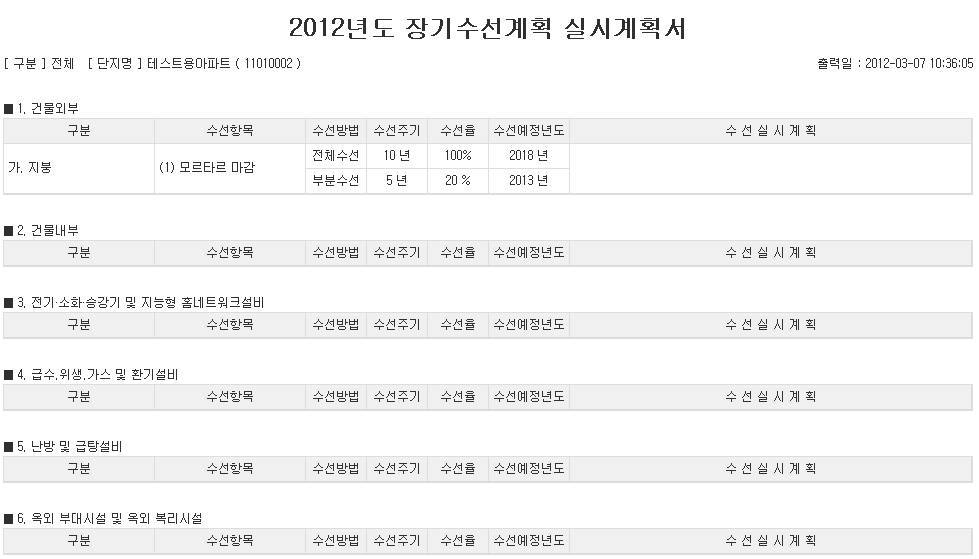 2012년도 장기수선계획 실시계획서
[ 구분 ] 전체 [ 단지명 ] 테스트용아파트 ( 11010002 ) 출력일 : 2012-03-07 10:36:05
■ 1. 건물외부
구분 수선항목 수선방법 수선주기 수선율 수선예정년도 수 선 실 시 계 획
가. 지붕 (1) 모르타르 마감 전체수선 10 년 100% 2018 년
부분수선 5 년 20 % 2013 년
■ 2. 건물내부
구분 수선항목 수선방법 수선주기 수선율 수선예정년도 수 선 실 시 계 획
■ 3. 전기·소화·승강기 및 지능형 홈네트워크설비
구분 수선항목 수선방법 수선주기 수선율 수선예정년도 수 선 실 시 계 획
■ 4. 급수,위생,가스 및 환기설비
구분 수선항목 수선방법 수선주기 수선율 수선예정년도 수 선 실 시 계 획
■ 5. 난방 및 급탕설비
구분 수선항목 수선방법 수선주기 수선율 수선예정년도 수 선 실 시 계 획
■ 6. 옥외 부대시설 및 옥외 복리시설
구분 수선항목 수선방법 수선주기 수선율 수선예정년도 수 선 실 시 계 획